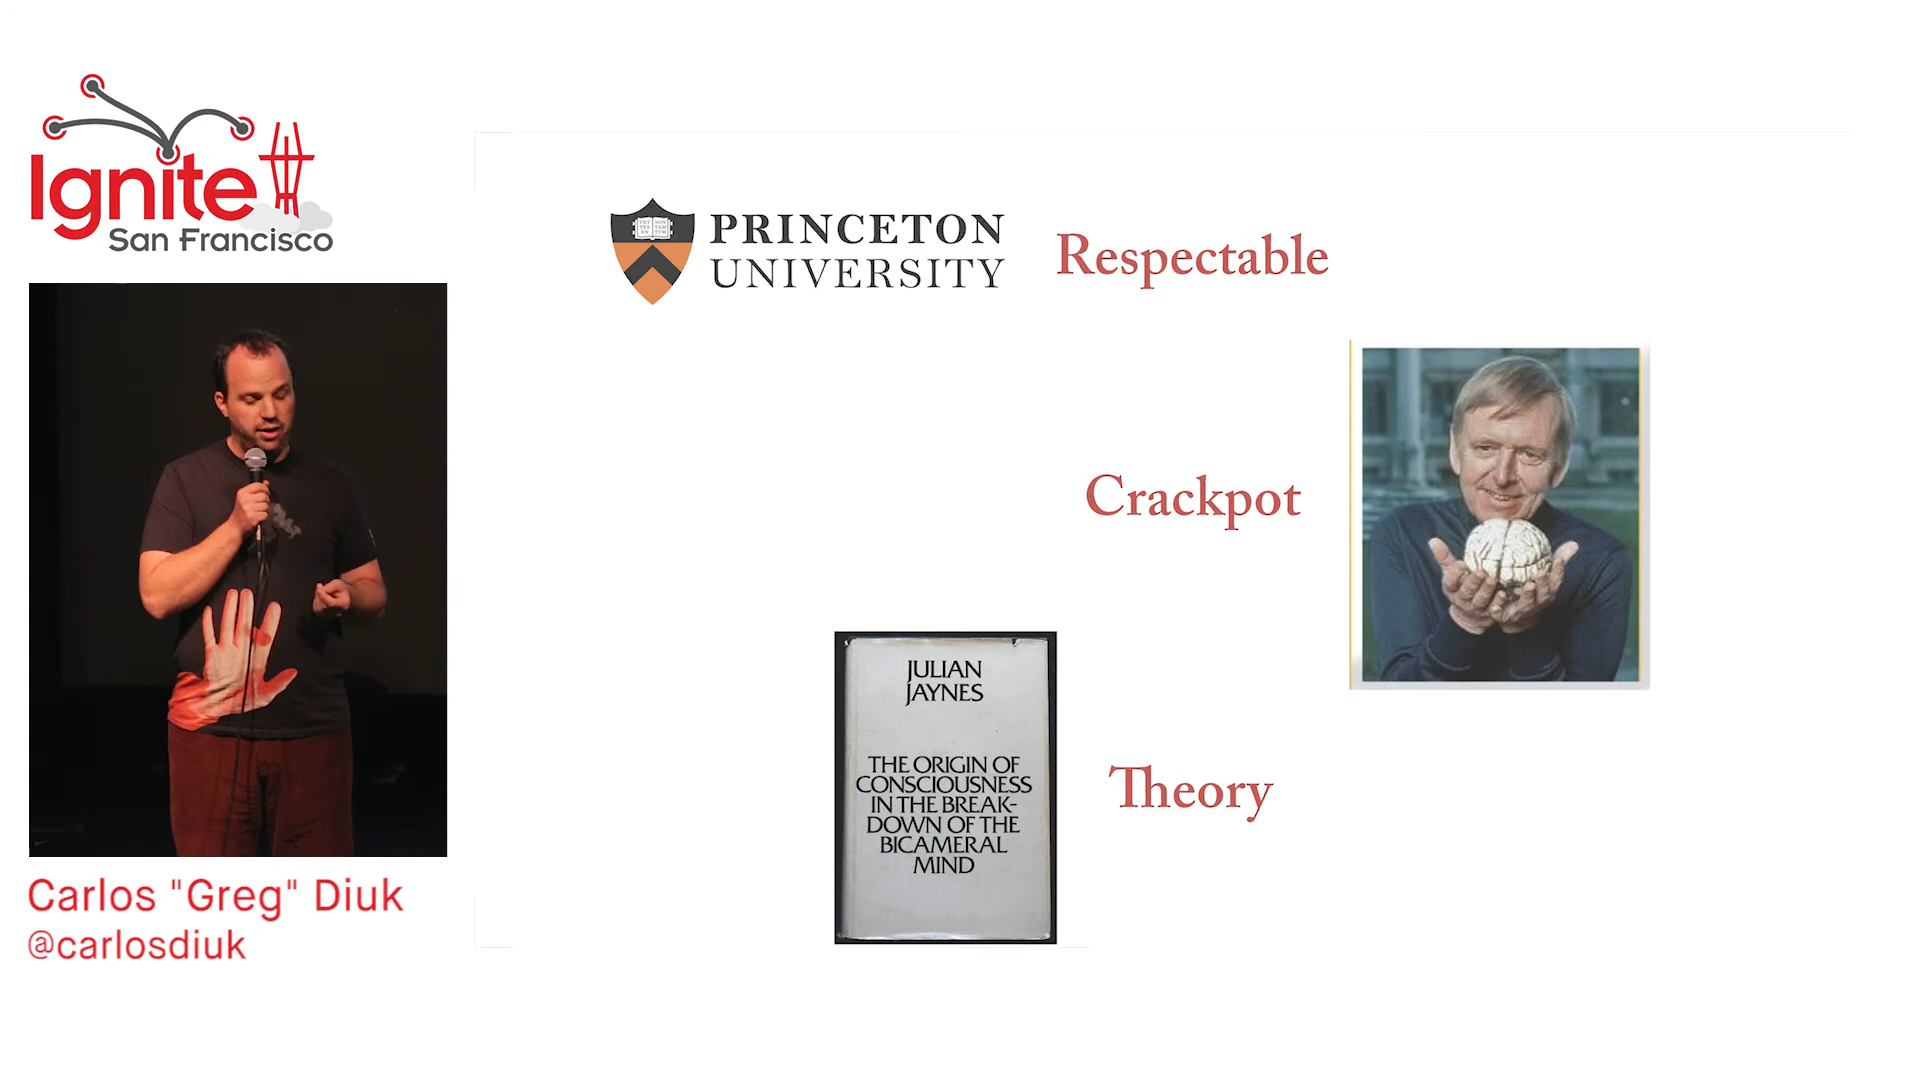 Ignite
San Francisco
Carlos "Greg" Diuk
@carlosdiuk
PRINCETON
UNIVERSITY
Respectable
Crackpot
JULIAN
JAYNES
THE ORIGIN OF
CONSCIOUSNESS
IN THE BREAK-
DOWN OF THE
BICAMERAL
MIND
Theory